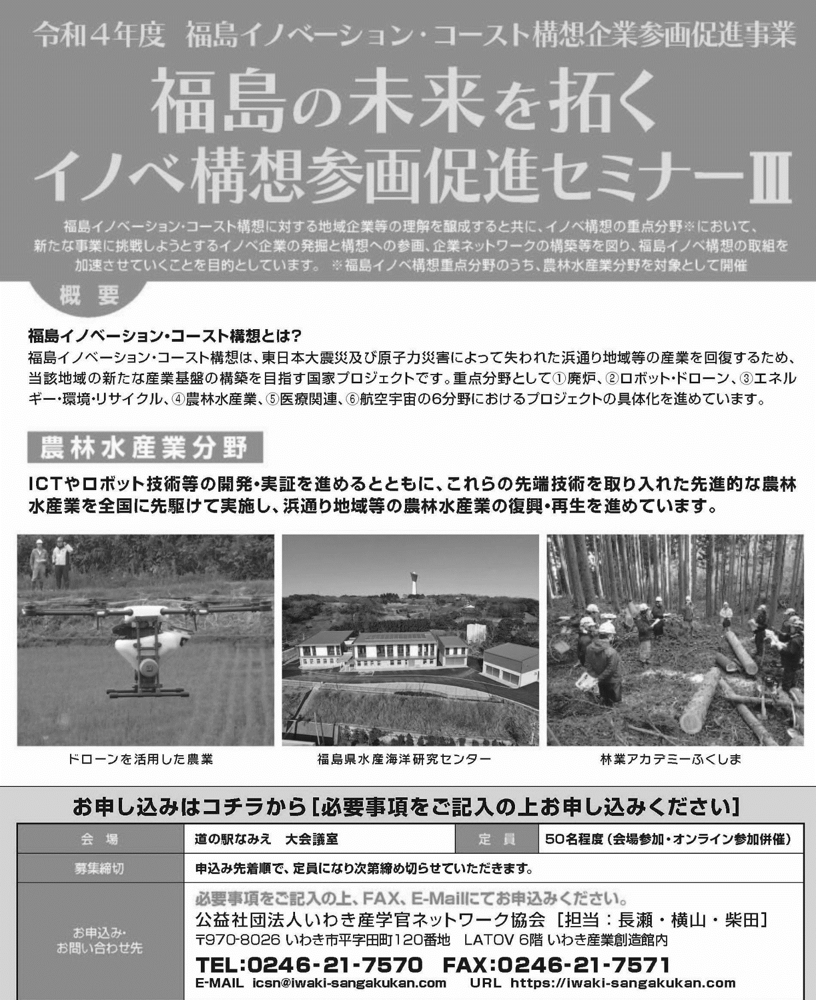 令和4年度 福島イノベーション・コースト構想企業参画促進事業
福島の未来を拓く
イノベ構想参画促進セミナーⅢ
福島イノベーション・コースト構想に対する地域企業等の理解を醸成すると共に、イノベ構想の重点分野※において、
新たな事業に挑戦しようとするイノベ企業の発掘と構想への参画、企業ネットワークの構築等を図り、福島イノベ構想の取組を
加速させていくことを目的としています。 ※福島イノベ構想重点分野のうち、農林水産業分野を対象として開催
概 要
福島イノベーション・コースト構想とは?
福島イノベーション・コースト構想は、東日本大震災及び原子力災害によって失われた浜通り地域等の産業を回復するため、
当該地域の新たな産業基盤の構築を目指す国家プロジェクトです。重点分野として①廃炉、②ロボット・ドローン、③エネル
ギー・環境・リサイクル、④農林水産業、⑤医療関連、⑥航空宇宙の6分野におけるプロジェクトの具体化を進めています。
農林水産業分野
ICTやロボット技術等の開発・実証を進めるとともに、これらの先端技術を取り入れた先進的な農林
水産業を全国に先駆けて実施し、浜通り地域等の農林水産業の復興・再生を進めています。
ドローンを活用した農業
福島県水産海洋研究センター
林業アカデミーふくしま
お申し込みはコチラから[必要事項をご記入の上お申し込みください]
会 場 道の駅なみえ 大会議室 定 員 50名程度（会場参加・オンライン参加併催）
募集締切 申込み先着順で、定員になり次第締め切らせていただきます。
お申込み・
お問い合わせ先
必要事項をご記入の上、FAX、E-Mailにてお申込みください。
公益社団法人いわき産学官ネットワーク協会 [担当：長瀬・横山・柴田]
〒970-8026 いわき市平字田町120番地 LATOV 6階 いわき産業創造館内
TEL:0246-21-7570 FAX:0246-21-7571
E-MAIL icsn@iwaki-sangakukan.com URL https://iwaki-sangakukan.com